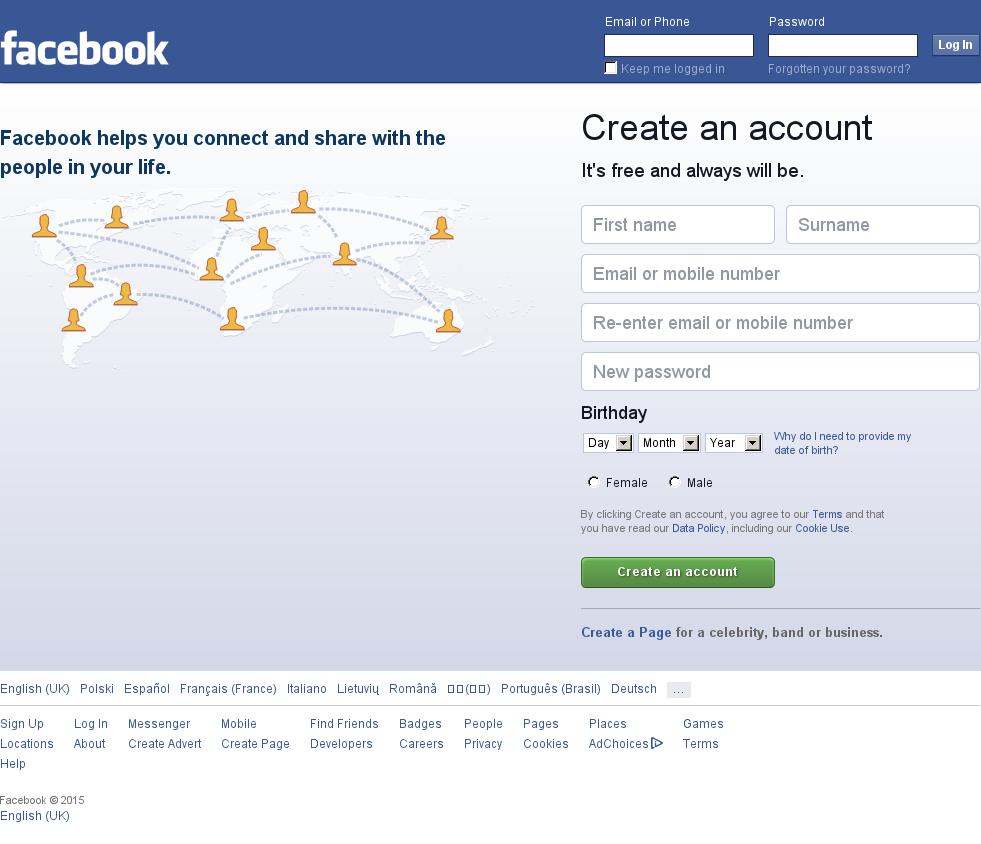 facebook
Email or Phone
Password
Log In
Keep me logged in
Forgotten your password?
Facebook helps you connect and share with the
people in your life.
Create an account
It's free and always will be.
First name
Surname
Email or mobile number
Re-enter email or mobile number
New password
Birthday
Day Month Year
Why do I need to provide my
date of birth?
Female Male
By clicking Create an account, you agree to our Terms and that
you have read our Data Policy, including our Cookie Use.
Create an account
Create a Page for a celebrity, band or business.
English (UK) Polski Español Français (France) Italiano Lietuvių Română Português (Brasil) Deutsch ...
Sign Up Log In Messenger Mobile Find Friends Badges People Pages Places Games
Locations About Create Advert Create Page Developers Careers Privacy Cookies AdChoices Terms
Help
Facebook © 2015
English (UK)